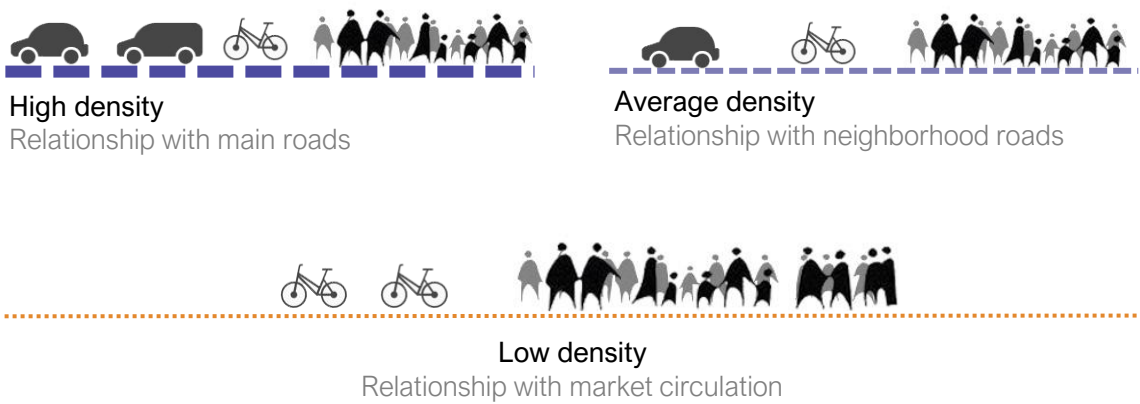 High density
Relationship with main roads
Average density
Relationship with neighborhood roads
Low density
Relationship with market circulation